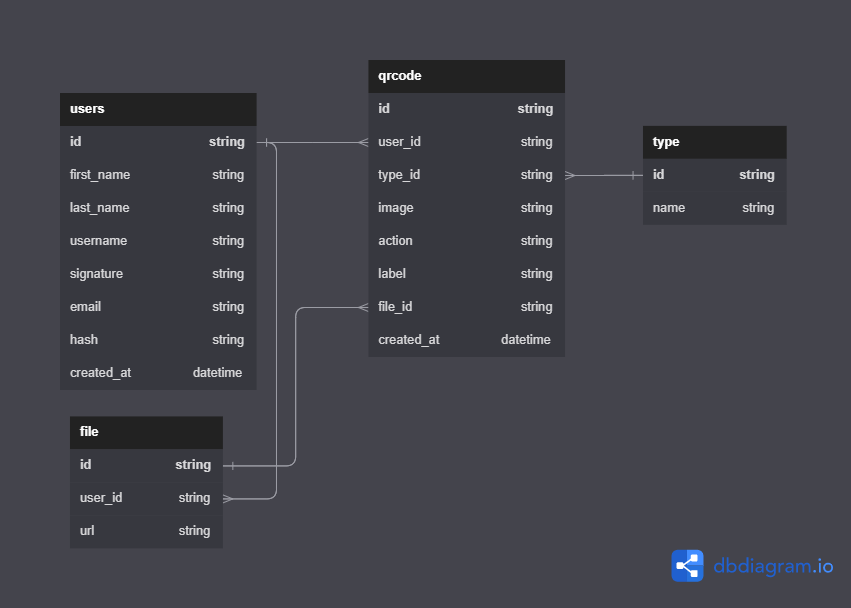 users
id string
first_name string
last_name string
username string
signature string
email string
hash string
created_at datetime
qrcode
id string
user_id string
type_id string
image string
action string
label string
file_id string
created_at datetime
type
id string
name string
file
id string
user_id string
url string
dbdiagram.io